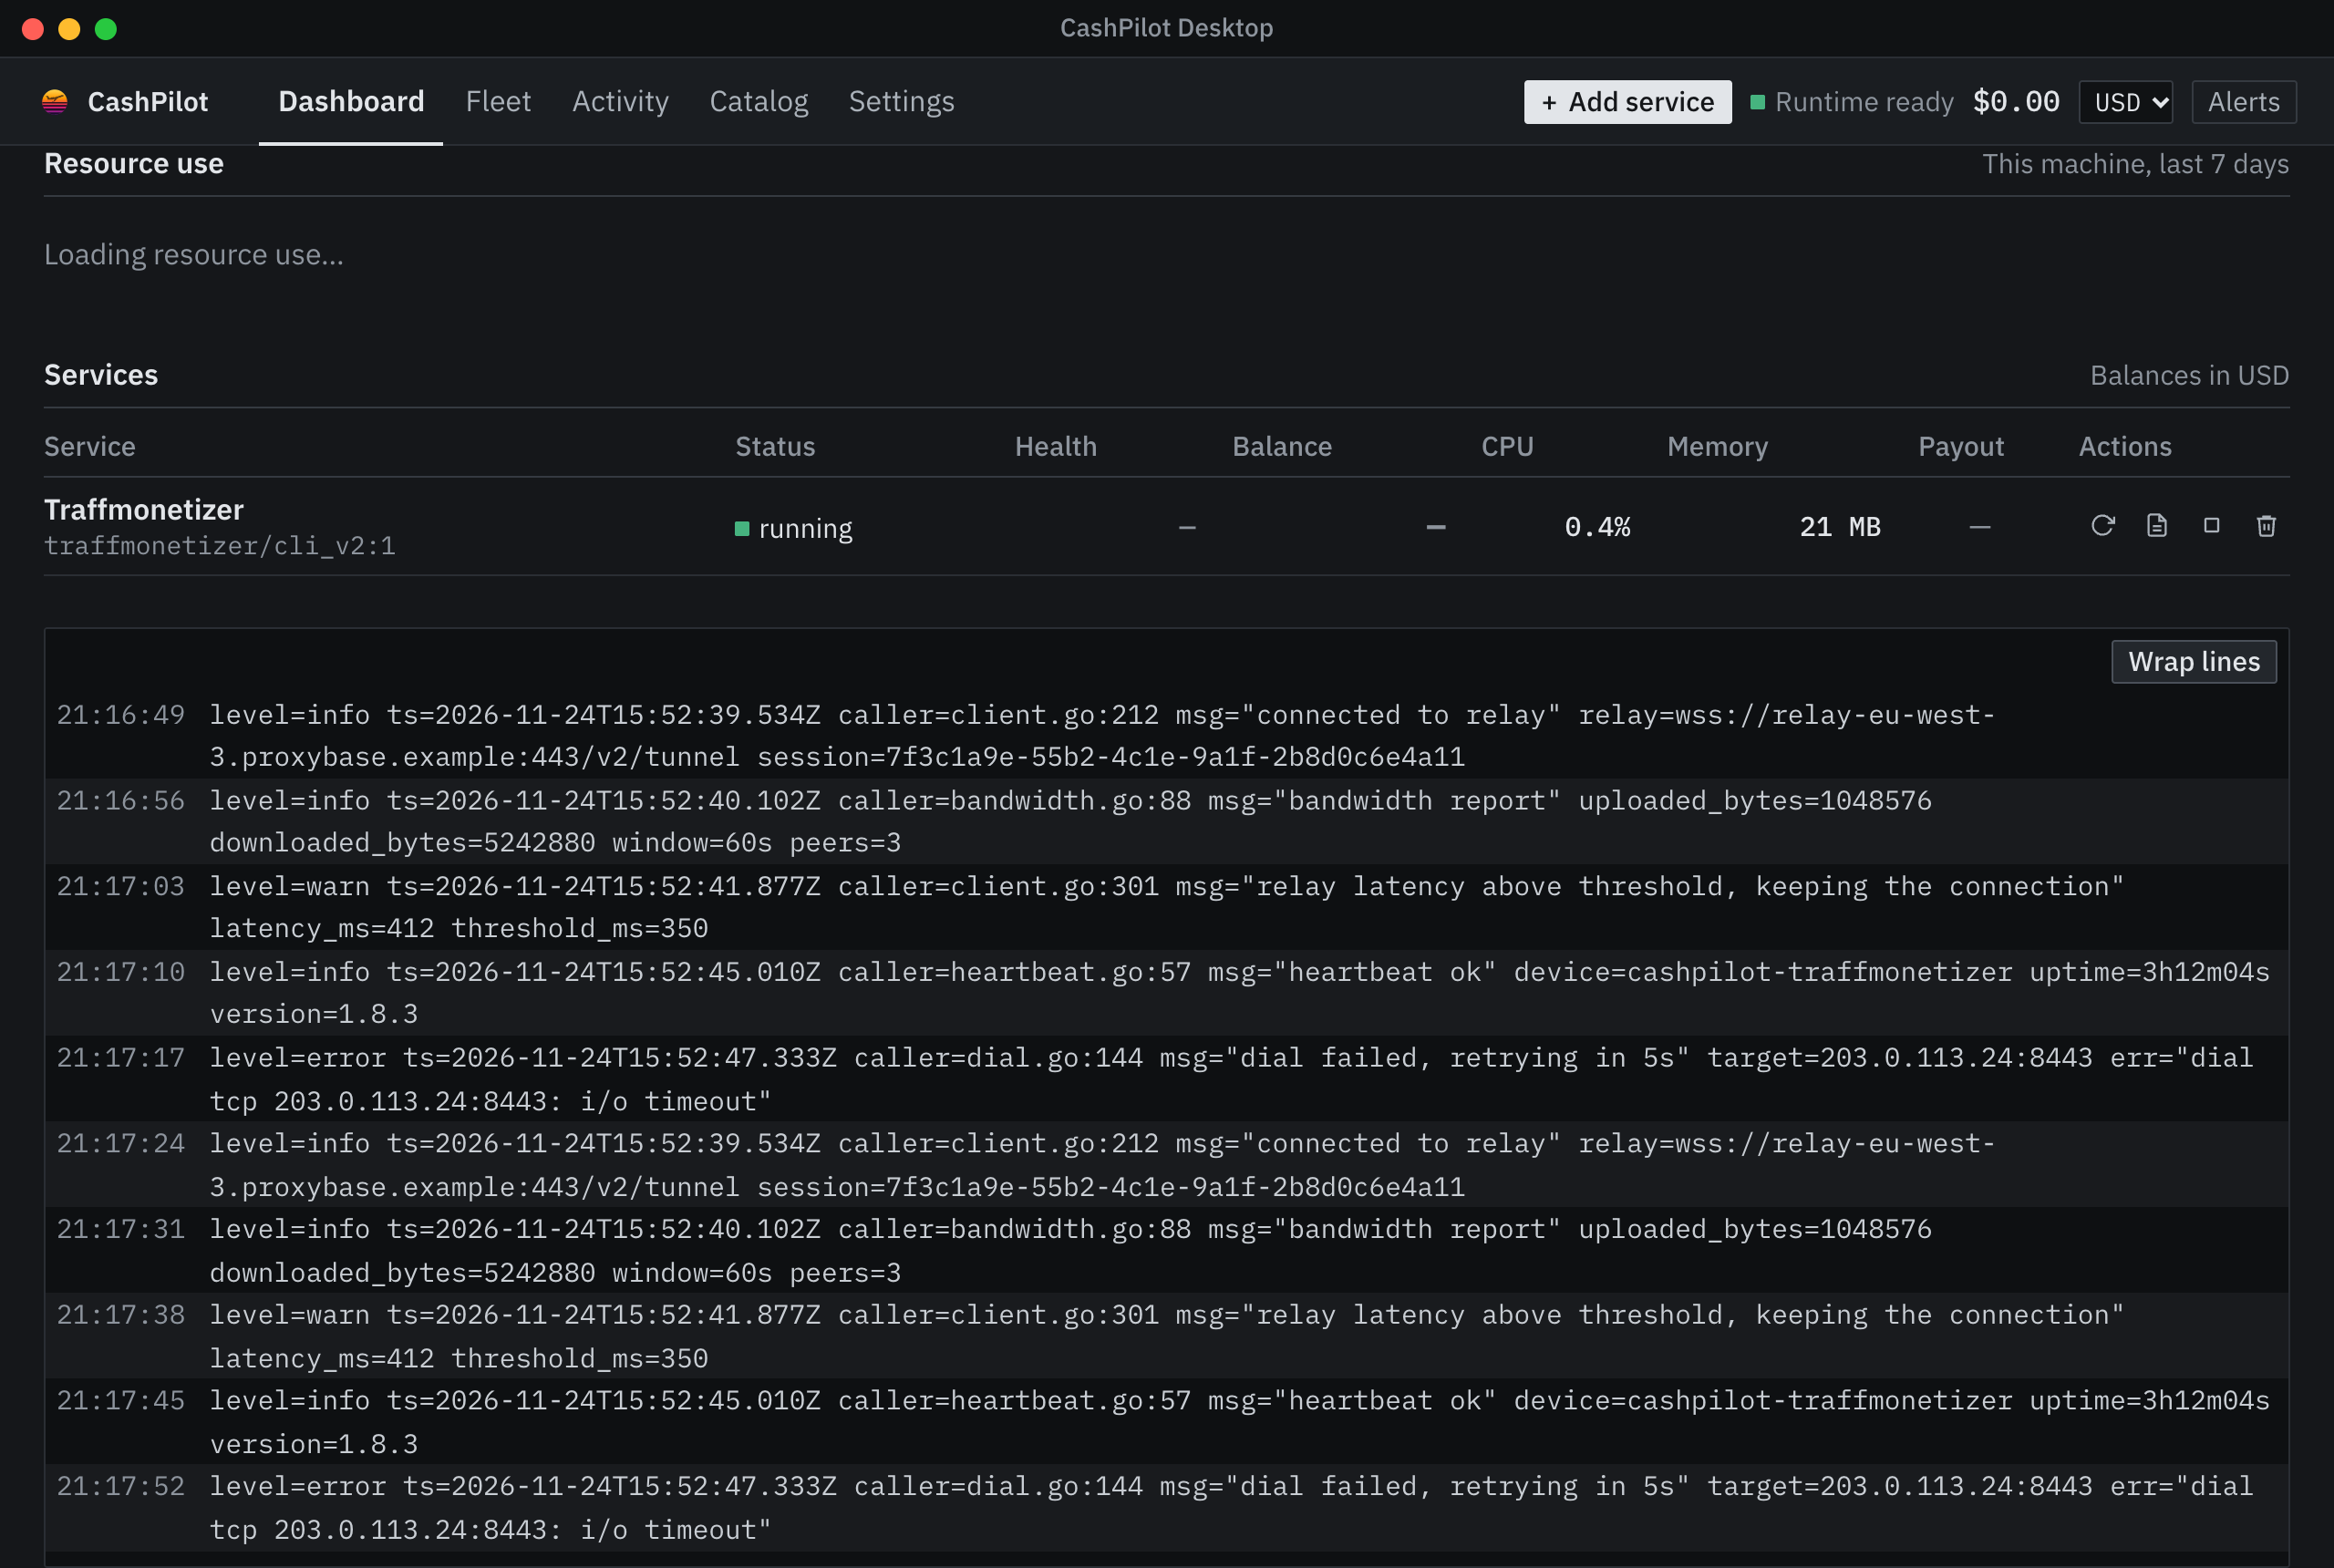 CashPilot Desktop
CashPilot Dashboard Fleet Activity Catalog Settings + Add service Runtime ready $0.00 USD Alerts
Resource use This machine, last 7 days
Loading resource use...
Services Balances in USD
Service Status Health Balance CPU Memory Payout Actions
Traffmonetizer
traffmonetizer/cli_v2:1
running — — 0.4% 21 MB —
Wrap lines
21:16:49 level=info ts=2026-11-24T15:52:39.534Z caller=client.go:212 msg="connected to relay" relay=wss://relay-eu-west-
3.proxybase.example:443/v2/tunnel session=7f3c1a9e-55b2-4c1e-9a1f-2b8d0c6e4a11
21:16:56 level=info ts=2026-11-24T15:52:40.102Z caller=bandwidth.go:88 msg="bandwidth report" uploaded_bytes=1048576
downloaded_bytes=5242880 window=60s peers=3
21:17:03 level=warn ts=2026-11-24T15:52:41.877Z caller=client.go:301 msg="relay latency above threshold, keeping the connection"
latency_ms=412 threshold_ms=350
21:17:10 level=info ts=2026-11-24T15:52:45.010Z caller=heartbeat.go:57 msg="heartbeat ok" device=cashpilot-traffmonetizer uptime=3h12m04s
version=1.8.3
21:17:17 level=error ts=2026-11-24T15:52:47.333Z caller=dial.go:144 msg="dial failed, retrying in 5s" target=203.0.113.24:8443 err="dial
tcp 203.0.113.24:8443: i/o timeout"
21:17:24 level=info ts=2026-11-24T15:52:39.534Z caller=client.go:212 msg="connected to relay" relay=wss://relay-eu-west-
3.proxybase.example:443/v2/tunnel session=7f3c1a9e-55b2-4c1e-9a1f-2b8d0c6e4a11
21:17:31 level=info ts=2026-11-24T15:52:40.102Z caller=bandwidth.go:88 msg="bandwidth report" uploaded_bytes=1048576
downloaded_bytes=5242880 window=60s peers=3
21:17:38 level=warn ts=2026-11-24T15:52:41.877Z caller=client.go:301 msg="relay latency above threshold, keeping the connection"
latency_ms=412 threshold_ms=350
21:17:45 level=info ts=2026-11-24T15:52:45.010Z caller=heartbeat.go:57 msg="heartbeat ok" device=cashpilot-traffmonetizer uptime=3h12m04s
version=1.8.3
21:17:52 level=error ts=2026-11-24T15:52:47.333Z caller=dial.go:144 msg="dial failed, retrying in 5s" target=203.0.113.24:8443 err="dial
tcp 203.0.113.24:8443: i/o timeout"